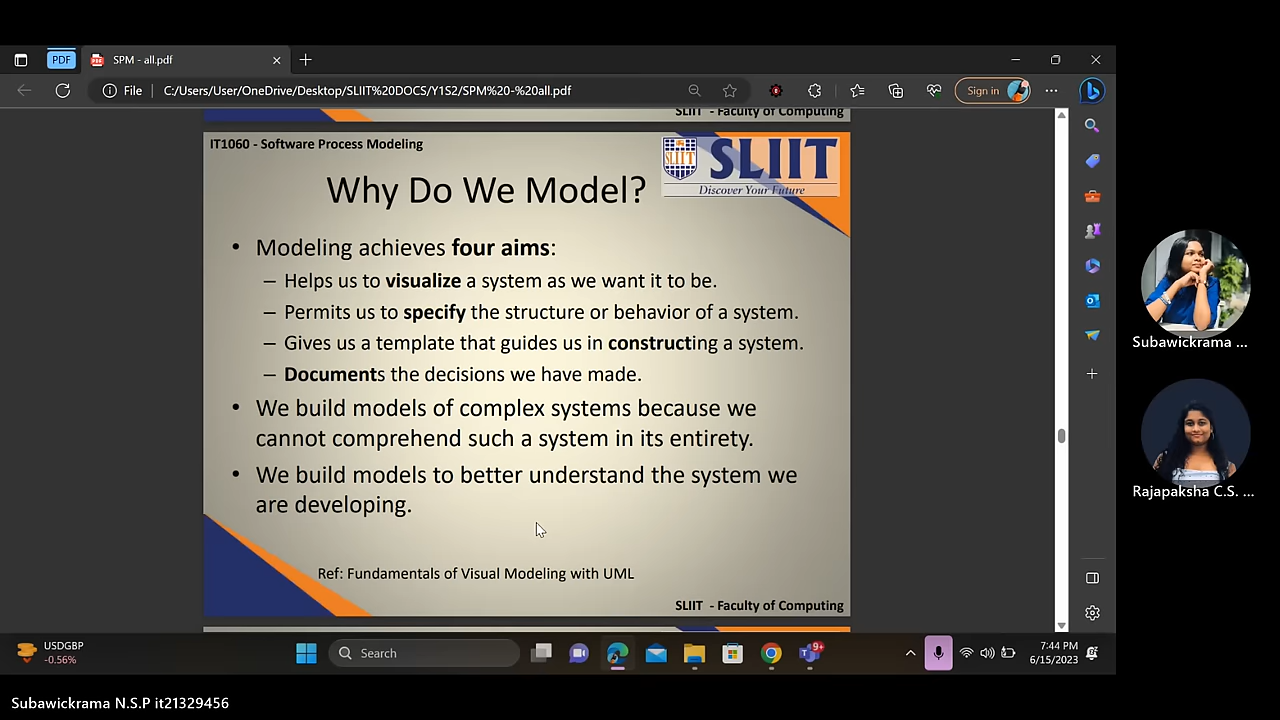 PDF
SPM - all.pdf
File
C:/Users/User/OneDrive/Desktop/SLIIT%20DOCS/Y1S2/SPM%20-%20all.pdf
Sign in
SLIIT - Faculty of Computing
IT1060 - Software Process Modeling
SLIIT
SLIIT
Discover Your Future
Why Do We Model?
• Modeling achieves four aims:
– Helps us to visualize a system as we want it to be.
– Permits us to specify the structure or behavior of a system.
– Gives us a template that guides us in constructing a system.
– Documents the decisions we have made.
• We build models of complex systems because we
cannot comprehend such a system in its entirety.
• We build models to better understand the system we
are developing.
Ref: Fundamentals of Visual Modeling with UML
SLIIT - Faculty of Computing
Subawickrama ...
Rajapaksha C.S. ...
USDGBP
-0.56%
Search
9+
7:44 PM
6/15/2023
Subawickrama N.S.P it21329456